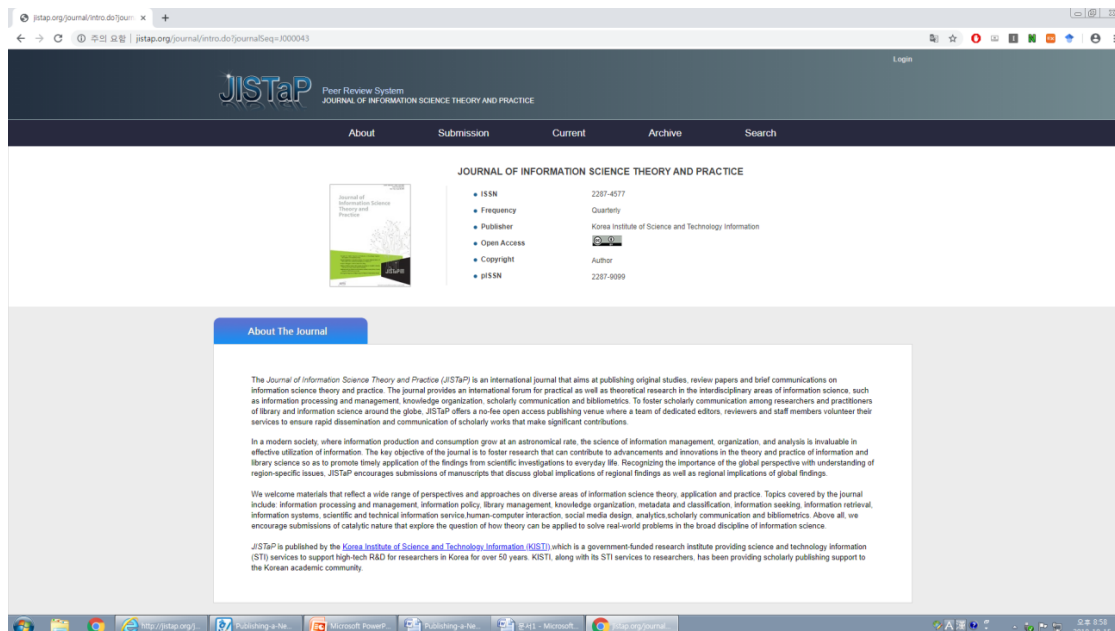 jistap.org/journal/intro.do?journ
주의 요함 | jistap.org/journal/intro.do?journalSeq=J000043
Login
JISTaP
Peer Review System
JOURNAL OF INFORMATION SCIENCE THEORY AND PRACTICE
About Submission Current Archive Search
JOURNAL OF INFORMATION SCIENCE THEORY AND PRACTICE
Journal of
Information Science
Theory and
Practice
JISTaP
ISSN 2287-4577
Frequency Quarterly
Publisher Korea Institute of Science and Technology Information
Open Access
Copyright Author
pISSN 2287-9099
About The Journal
The Journal of Information Science Theory and Practice (JISTaP) is an international journal that aims at publishing original studies, review papers and brief communications on
information science theory and practice. The journal provides an international forum for practical as well as theoretical research in the interdisciplinary areas of information science, such
as information processing and management, knowledge organization, scholarly communication and bibliometrics. To foster scholarly communication among researchers and practitioners
of library and information science around the globe, JISTaP offers a no-fee open access publishing venue where a team of dedicated editors, reviewers and staff members volunteer their
services to ensure rapid dissemination and communication of scholarly works that make significant contributions.
In a modern society, where information production and consumption grow at an astronomical rate, the science of information management, organization, and analysis is invaluable in
effective utilization of information. The key objective of the journal is to foster research that can contribute to advancements and innovations in the theory and practice of information and
library science so as to promote timely application of the findings from scientific investigations to everyday life. Recognizing the importance of the global perspective with understanding of
region-specific issues, JISTaP encourages submissions of manuscripts that discuss global implications of regional findings as well as regional implications of global findings.
We welcome materials that reflect a wide range of perspectives and approaches on diverse areas of information science theory, application and practice. Topics covered by the journal
include: information processing and management, information policy, library management, knowledge organization, metadata and classification, information seeking, information retrieval,
information systems, scientific and technical information service,human-computer interaction, social media design, analytics,scholarly communication and bibliometrics. Above all, we
encourage submissions of catalytic nature that explore the question of how theory can be applied to solve real-world problems in the broad discipline of information science.
JISTaP is published by the Korea Institute of Science and Technology Information (KISTI),which is a government-funded research institute providing science and technology information
(STI) services to support high-tech R&D for researchers in Korea for over 50 years. KISTI, along with its STI services to researchers, has been providing scholarly publishing support to
the Korean academic community.
http://jistap.org/j... Publishing-a-Ne... Microsoft PowerP... Publishing-a-Ne... 문서1 - Microsoft... jistap.org/journal... 오후 8:58